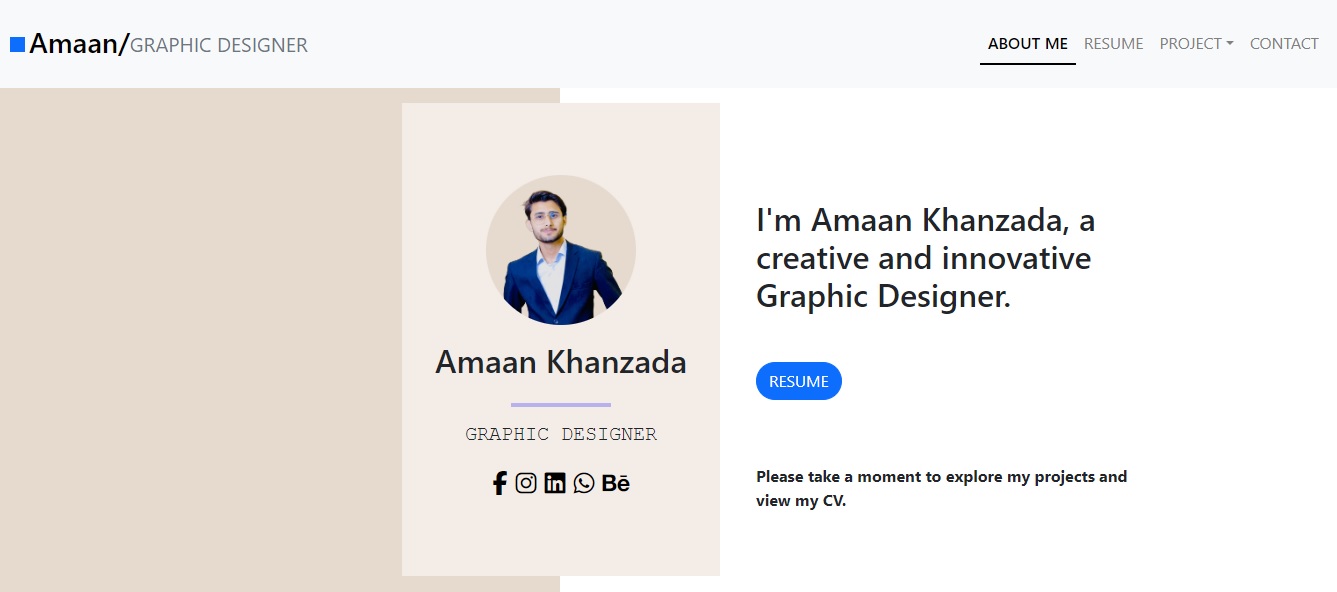 Amaan/GRAPHIC DESIGNER
ABOUT ME RESUME PROJECT CONTACT
Amaan Khanzada
GRAPHIC DESIGNER
Bē
I'm Amaan Khanzada, a
creative and innovative
Graphic Designer.
RESUME
Please take a moment to explore my projects and
view my CV.